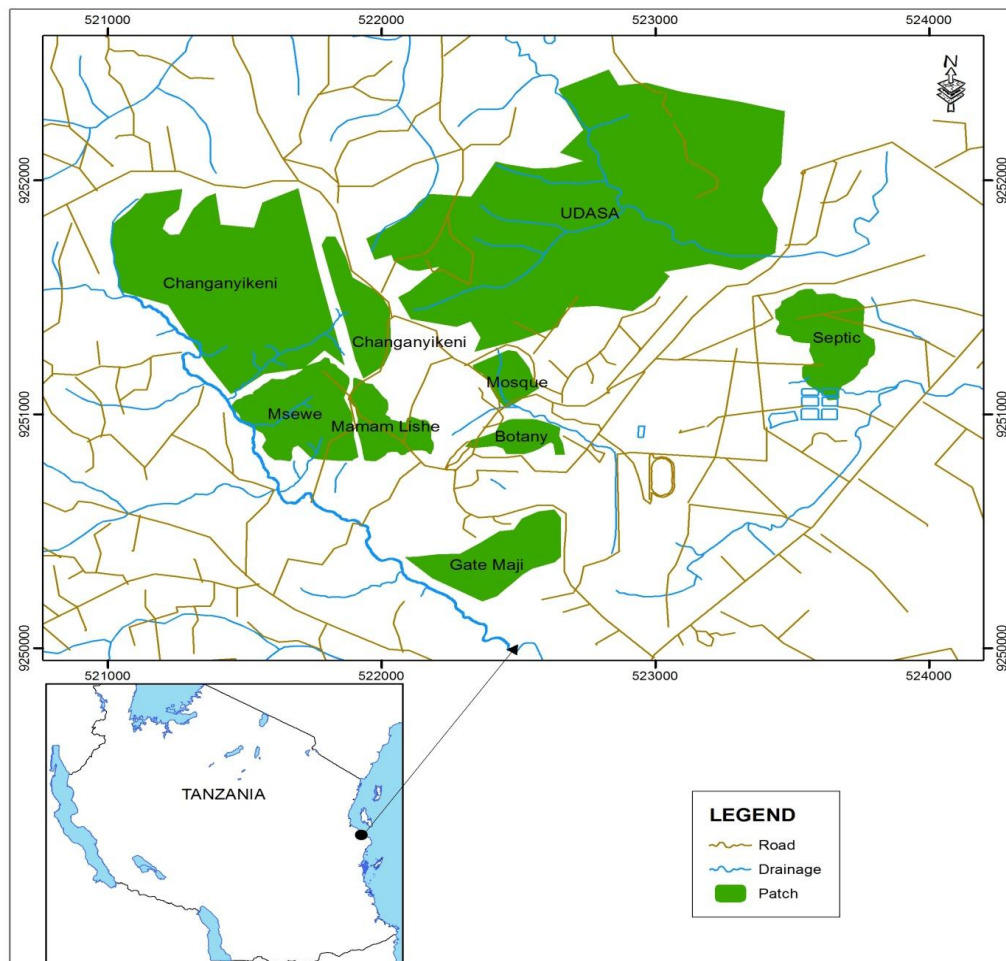 521000 522000 523000 524000
N
9252000 9252000
UDASA
Changanyikeni
Changanyikeni
Septic
Mosque
Msewe
9251000 9251000
Mamam Lishe
Botany
Gate Maji
9250000 9250000
521000 522000 523000 524000
TANZANIA
LEGEND
Road
Drainage
Patch